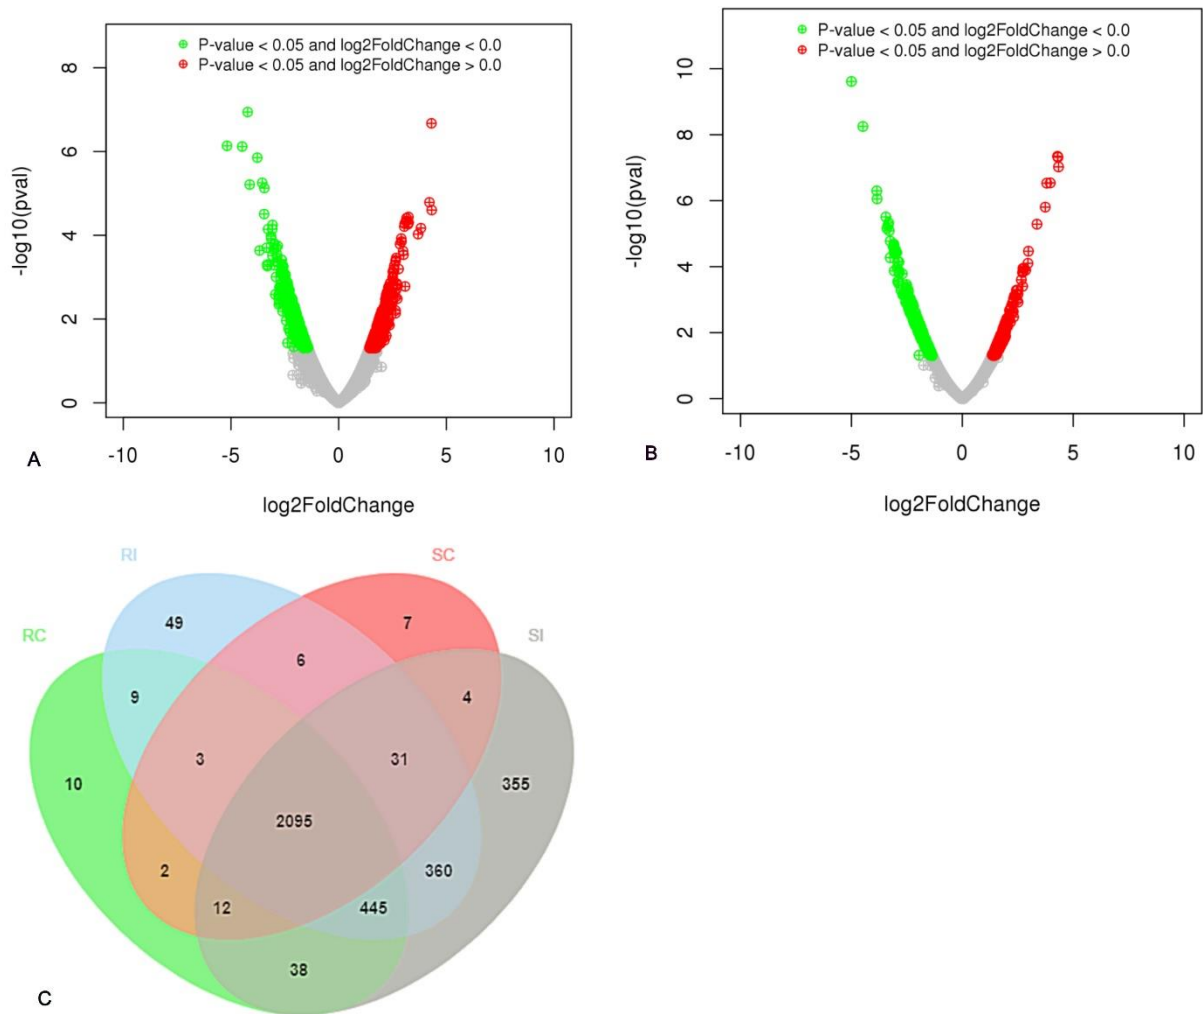 P-value < 0.05 and log2FoldChange < 0.0
P-value < 0.05 and log2FoldChange > 0.0
8
6
4
2
0
-log10(pval)
-10 -5 0 5 10
A
log2FoldChange
P-value < 0.05 and log2FoldChange < 0.0
P-value < 0.05 and log2FoldChange > 0.0
10
8
6
4
2
0
-log10(pval)
-10 -5 0 5 10
B
log2FoldChange
RI SC
49 7
RC SI
6
9 4
3 31
10 355
2095
2 360
12 445
38
C